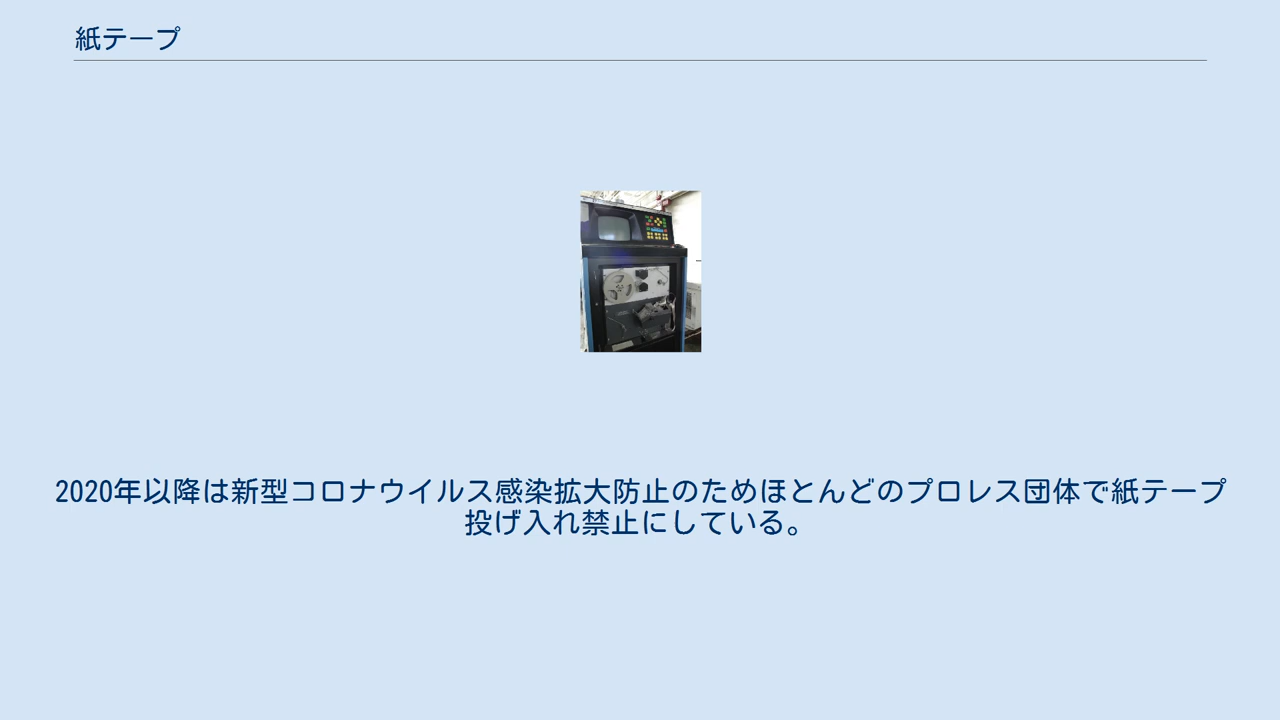 紙テープ
2020年以降は新型コロナウイルス感染拡大防止のためほとんどのプロレス団体で紙テープ
投げ入れ禁止にしている。